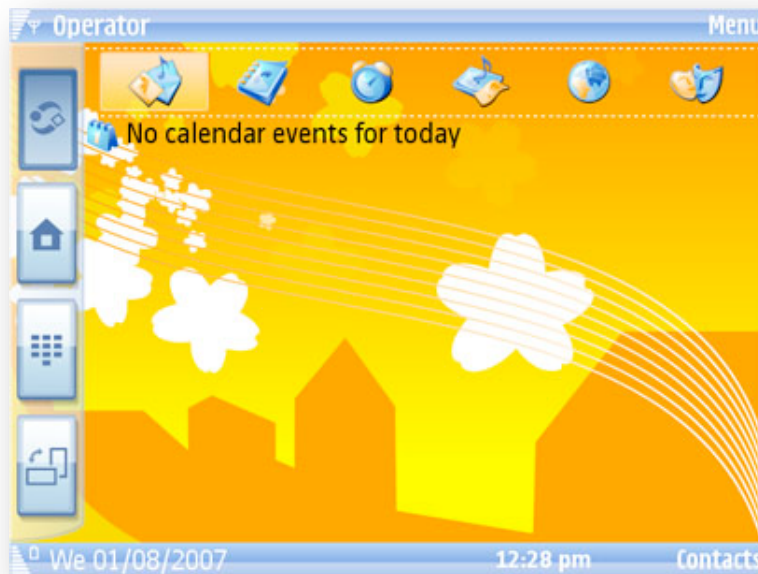 Operator Menu
No calendar events for today
We 01/08/2007 12:28 pm Contacts